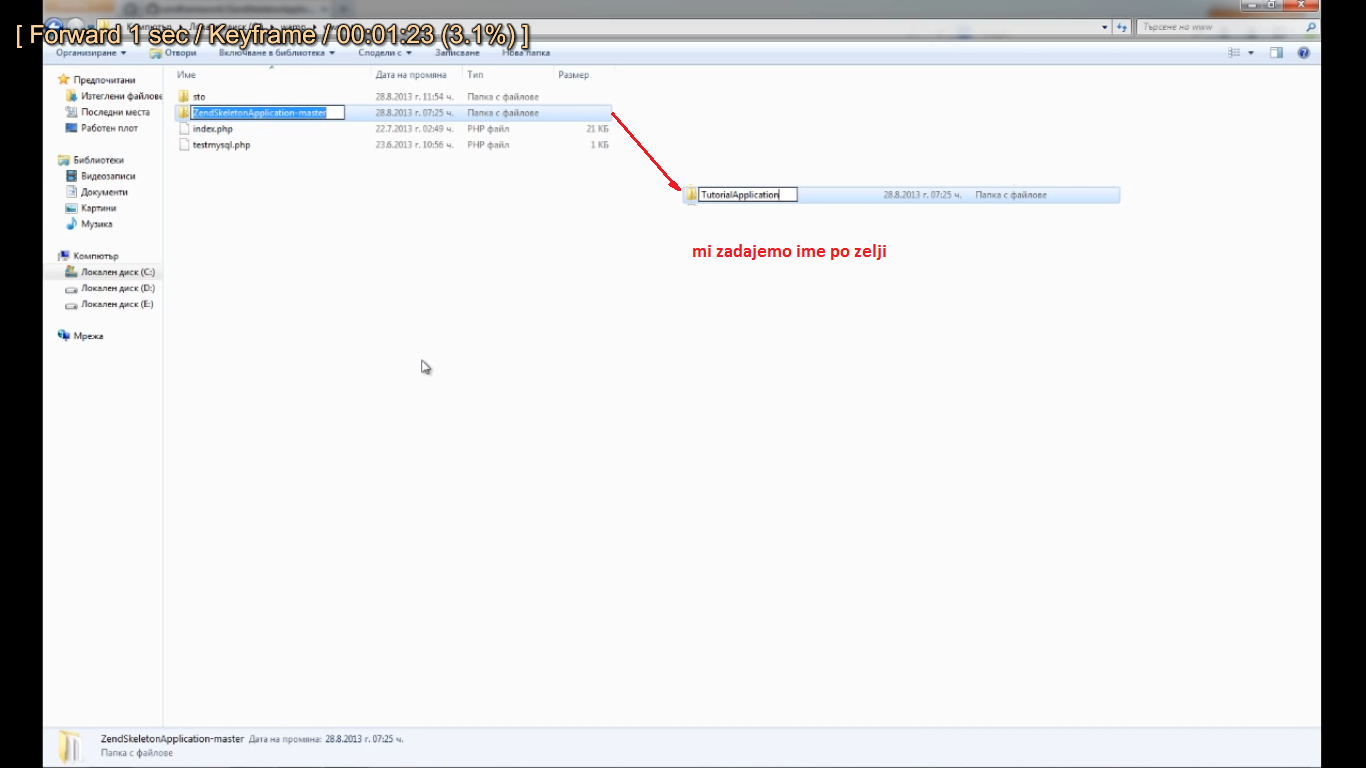 [ Forward 1 sec / Keyframe / 00:01:23 (3.1%) ]
Търсене на www
Организиране Отвори Включване в библиотека Сподели с Записване Нова папка
Предпочитани
Изтеглени файлове
Последни места
Работен плот
Библиотеки
Видеозаписи
Документи
Картини
Музика
Компютър
Локален диск (C:)
Локален диск (D:)
Локален диск (E:)
Мрежа
Име Дата на промяна Тип Размер
sto 28.8.2013 г. 11:54 ч. Папка с файлове
ZendSkeletonApplication-master 28.8.2013 г. 07:25 ч. Папка с файлове
index.php 22.7.2013 г. 02:49 ч. PHP файл 21 КБ
testmysql.php 23.6.2013 г. 10:56 ч. PHP файл 1 КБ
TutorialApplication 28.8.2013 г. 07:25 ч. Папка с файлове
mi zadajemo ime po zelji
ZendSkeletonApplication-master Дата на промяна: 28.8.2013 г. 07:25 ч.
Папка с файлове